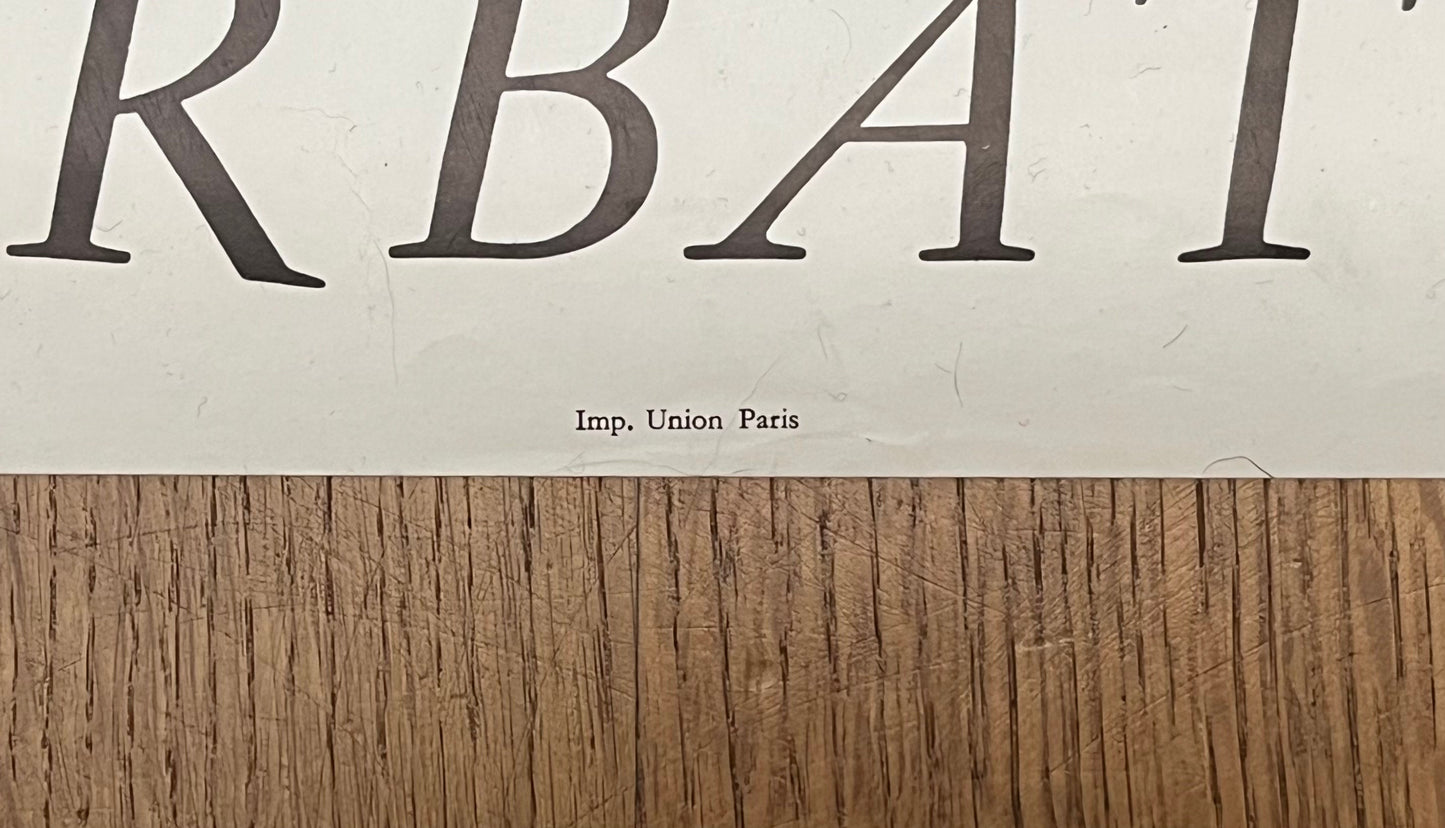 RBAT
Imp. Union Paris